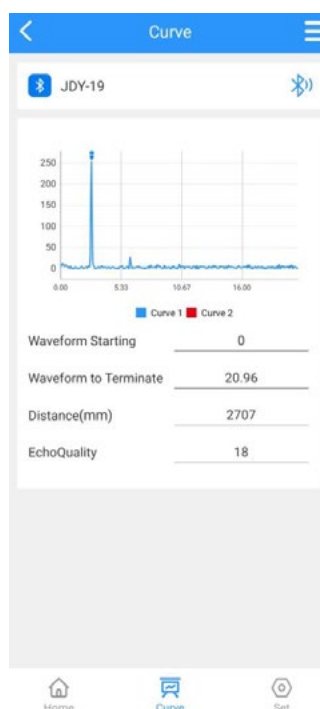 Curve
JDY-19
250
200
150
100
50
0
0.00 5.33 10.67 16.00
Curve 1 Curve 2
Waveform Starting 0
Waveform to Terminate 20.96
Distance(mm) 2707
EchoQuality 18
Home Curve Set